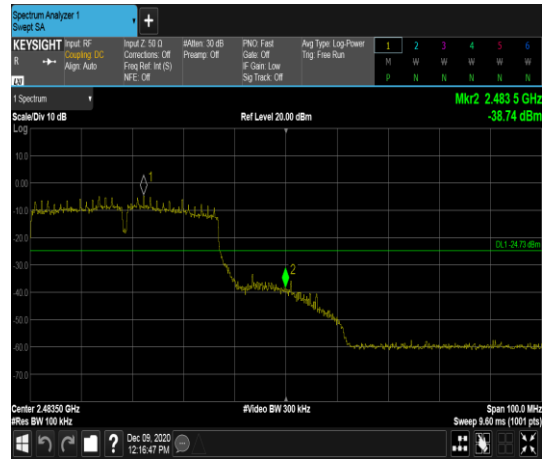 Spectrum Analyzer 1
Swept SA
+
KEYSIGHT Input: RF Input Z: 50 Ω #Atten: 30 dB PNO: Fast Avg Type: Log-Power 1 2 3 4 5 6
R Coupling: DC Corrections: Off Preamp: Off Gate: Off Trig: Free Run M W W W W W
Align: Auto Freq Ref: Int (S) IF Gain: Low
LXI NFE: Off Sig Track: Off P N N N N N
1 Spectrum Mkr2 2.483 5 GHz
Scale/Div 10 dB Ref Level 20.00 dBm -38.74 dBm
Log
10.0
1
0.00
-10.0
-20.0
DL1 -24.73 dBm
-30.0
2
-40.0
-50.0
-60.0
-70.0
Center 2.48350 GHz #Video BW 300 kHz Span 100.0 MHz
#Res BW 100 kHz Sweep 9.60 ms (1001 pts)
? Dec 09, 2020
12:16:47 PM